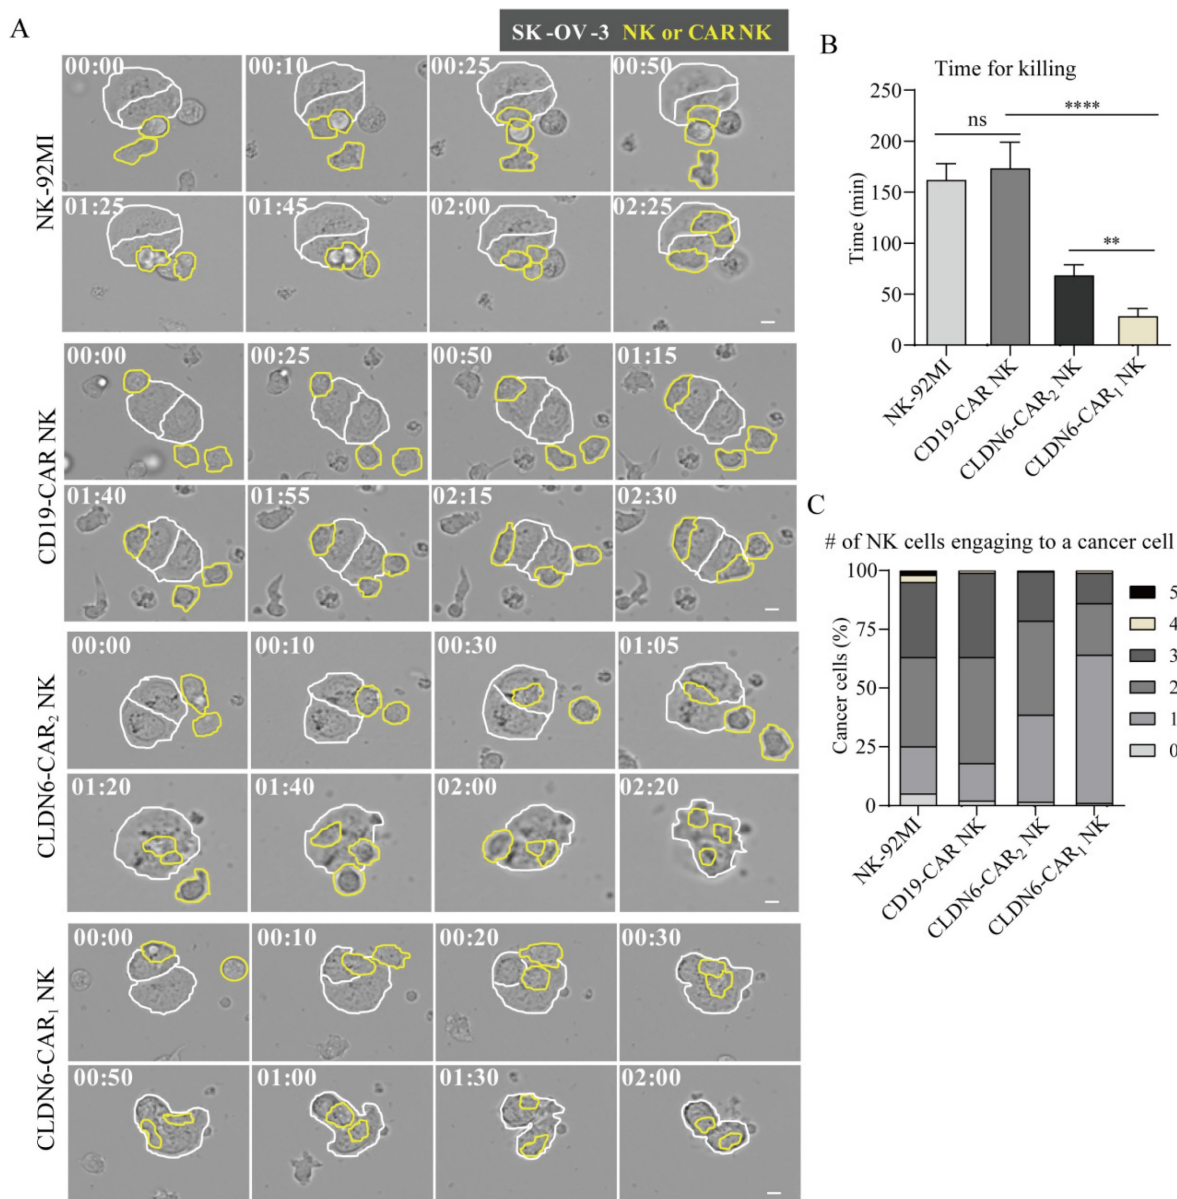 A
SK-OV-3 NK or CAR NK
NK-92MI
00:00 00:10 00:25 00:50
01:25 01:45 02:00 02:25
CD19-CAR NK
00:00 00:25 00:50 01:15
01:40 01:55 02:15 02:30
CLDN6-CAR₂ NK
00:00 00:10 00:30 01:05
01:20 01:40 02:00 02:20
CLDN6-CAR₁ NK
00:00 00:10 00:20 00:30
00:50 01:00 01:30 02:00
B
Time for killing
Time (min)
250
200
150
100
50
0
ns
****
**
NK-92MI
CD19-CAR NK
CLDN6-CAR₂ NK
CLDN6-CAR₁ NK
C
# of NK cells engaging to a cancer cell
Cancer cells (%)
100
75
50
25
0
5
4
3
2
1
0
NK-92MI
CD19-CAR NK
CLDN6-CAR₂ NK
CLDN6-CAR₁ NK